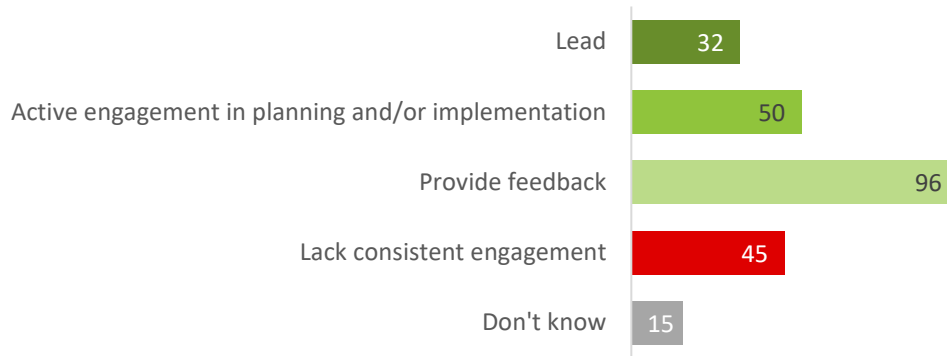 Lead 32
Active engagement in planning and/or implementation 50
Provide feedback 96
Lack consistent engagement 45
Don't know 15